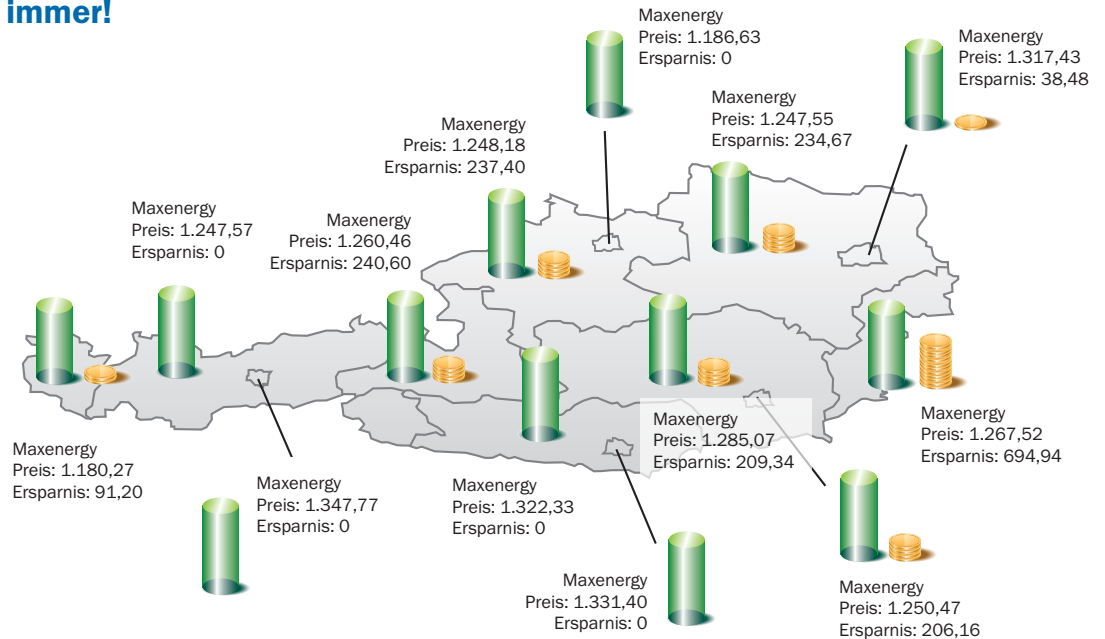 immer!
Maxenergy
Preis: 1.186,63
Ersparnis: 0
Maxenergy
Preis: 1.317,43
Ersparnis: 38,48
Maxenergy
Preis: 1.247,55
Ersparnis: 234,67
Maxenergy
Preis: 1.248,18
Ersparnis: 237,40
Maxenergy
Preis: 1.247,57
Ersparnis: 0
Maxenergy
Preis: 1.260,46
Ersparnis: 240,60
Maxenergy
Preis: 1.180,27
Ersparnis: 91,20
Maxenergy
Preis: 1.347,77
Ersparnis: 0
Maxenergy
Preis: 1.322,33
Ersparnis: 0
Maxenergy
Preis: 1.285,07
Ersparnis: 209,34
Maxenergy
Preis: 1.267,52
Ersparnis: 694,94
Maxenergy
Preis: 1.331,40
Ersparnis: 0
Maxenergy
Preis: 1.250,47
Ersparnis: 206,16